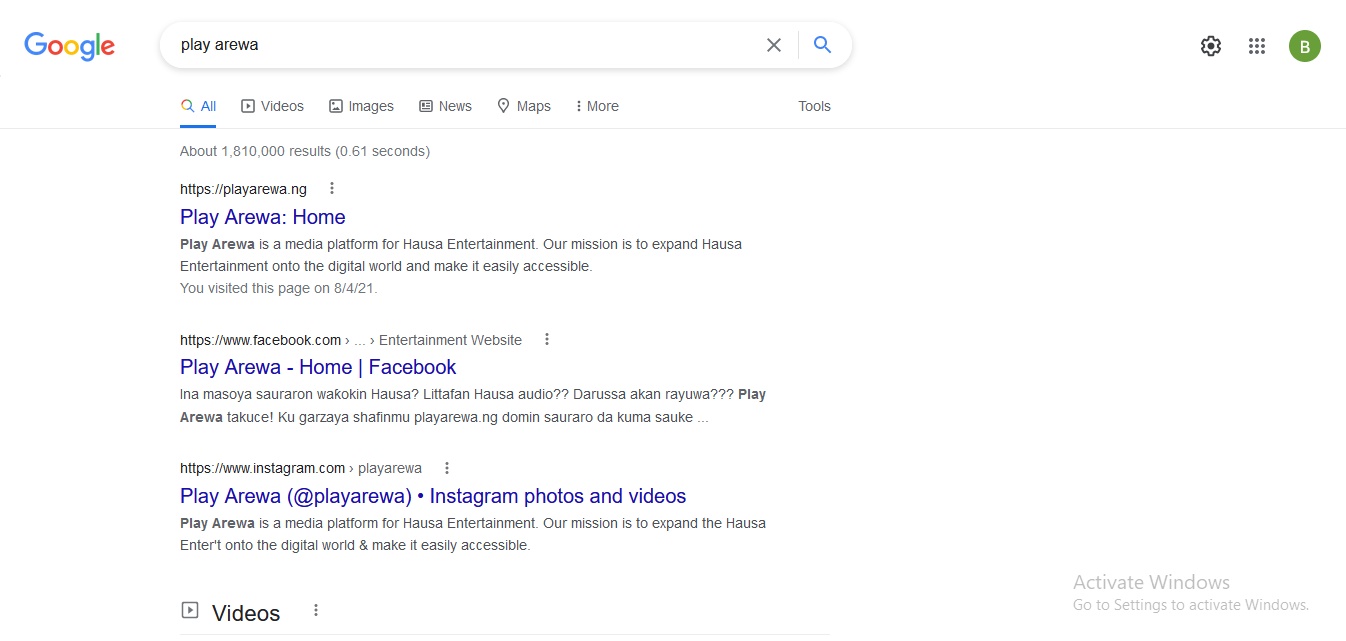 Google
play arewa
B
All
Videos
Images
News
Maps
More
Tools
About 1,810,000 results (0.61 seconds)
https://playarewa.ng
Play Arewa: Home
Play Arewa is a media platform for Hausa Entertainment. Our mission is to expand Hausa
Entertainment onto the digital world and make it easily accessible.
You visited this page on 8/4/21.
https://www.facebook.com › ... › Entertainment Website
Play Arewa - Home | Facebook
Ina masoya sauraron waƙokin Hausa? Littafan Hausa audio?? Darussa akan rayuwa??? Play
Arewa takuce! Ku garzaya shafinmu playarewa.ng domin sauraro da kuma sauke ...
https://www.instagram.com › playarewa
Play Arewa (@playarewa) • Instagram photos and videos
Play Arewa is a media platform for Hausa Entertainment. Our mission is to expand the Hausa
Enter't onto the digital world & make it easily accessible.
Videos
Activate Windows
Go to Settings to activate Windows.